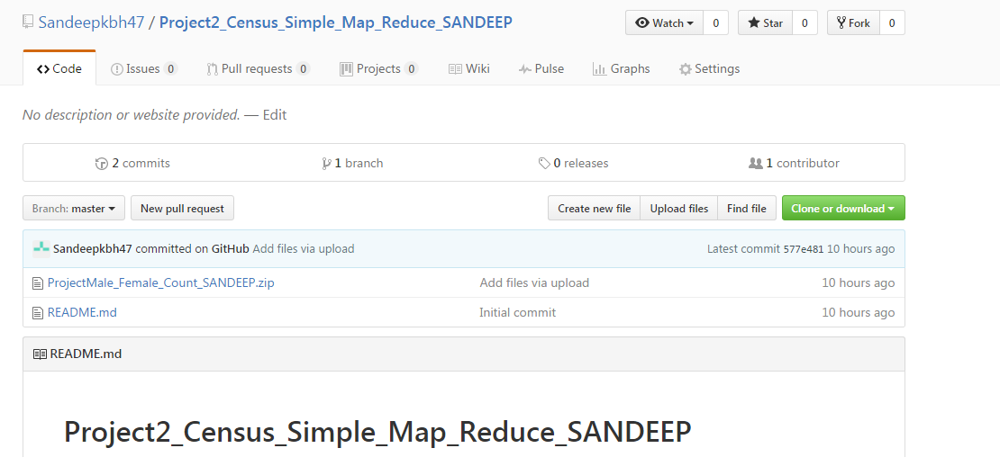 Sandeepkbh47 / Project2_Census_Simple_Map_Reduce_SANDEEP Watch 0 Star 0 Fork 0
Code Issues 0 Pull requests 0 Projects 0 Wiki Pulse Graphs Settings
No description or website provided. — Edit
2 commits 1 branch 0 releases 1 contributor
Branch: master New pull request Create new file Upload files Find file Clone or download
Sandeepkbh47 committed on GitHub Add files via upload Latest commit 577e481 10 hours ago
ProjectMale_Female_Count_SANDEEP.zip Add files via upload 10 hours ago
README.md Initial commit 10 hours ago
README.md
Project2_Census_Simple_Map_Reduce_SANDEEP